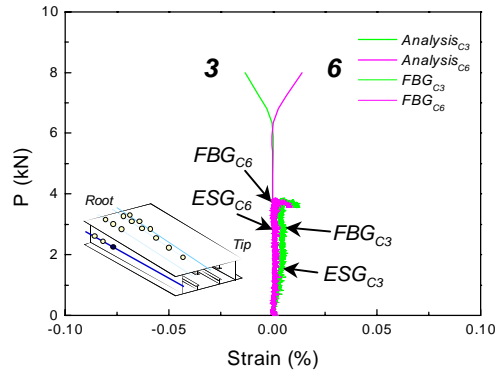 10
8
6
4
2
0
P (kN)
3
6
Analysis_C3
Analysis_C6
FBG_C3
FBG_C6
FBG_C6
ESG_C6
FBG_C3
ESG_C3
Root
Tip
-0.10
-0.05
0.00
0.05
0.10
Strain (%)